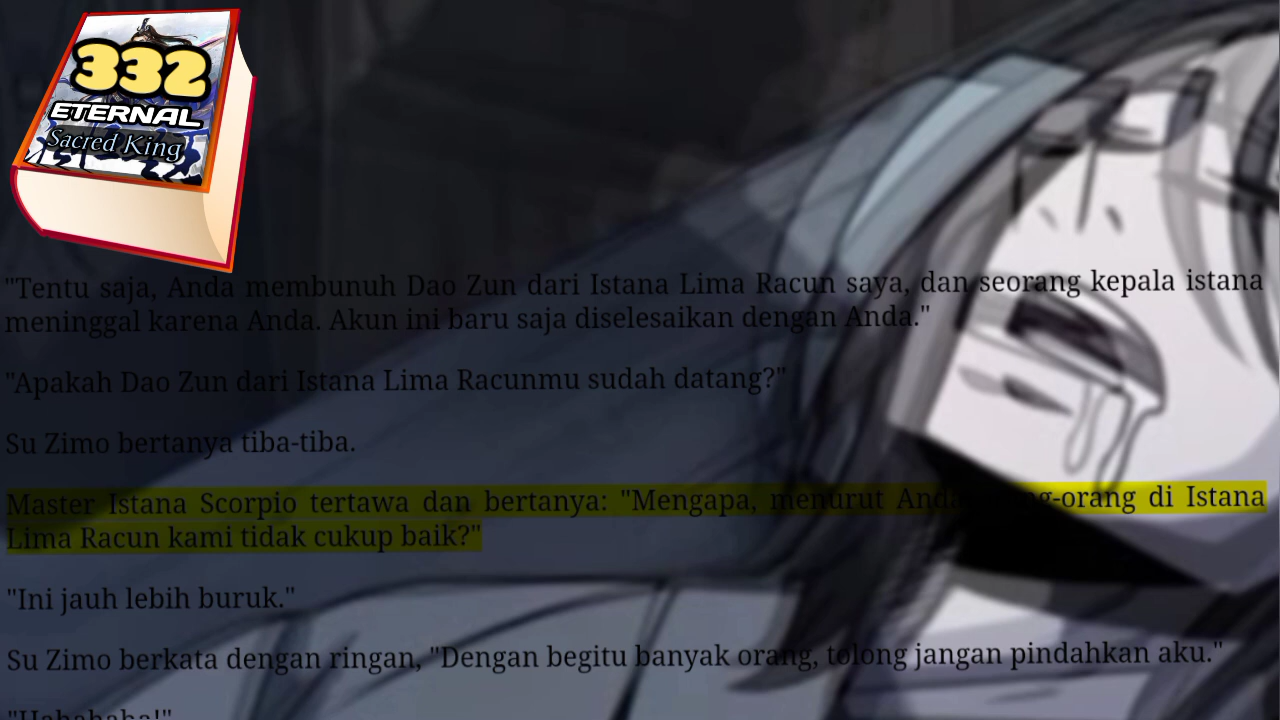 332
ETERNAL
Sacred King
"Tentu saja, Anda membunuh Dao Zun dari Istana Lima Racun saya, dan seorang kepala istana
meninggal karena Anda. Akun ini baru saja diselesaikan dengan Anda."
"Apakah Dao Zun dari Istana Lima Racunmu sudah datang?"
Su Zimo bertanya tiba-tiba.
Master Istana Scorpio tertawa dan bertanya: "Mengapa, menurut Anda orang-orang di Istana
Lima Racun kami tidak cukup baik?"
"Ini jauh lebih buruk."
Su Zimo berkata dengan ringan, "Dengan begitu banyak orang, tolong jangan pindahkan aku."
"Hahahaha!"